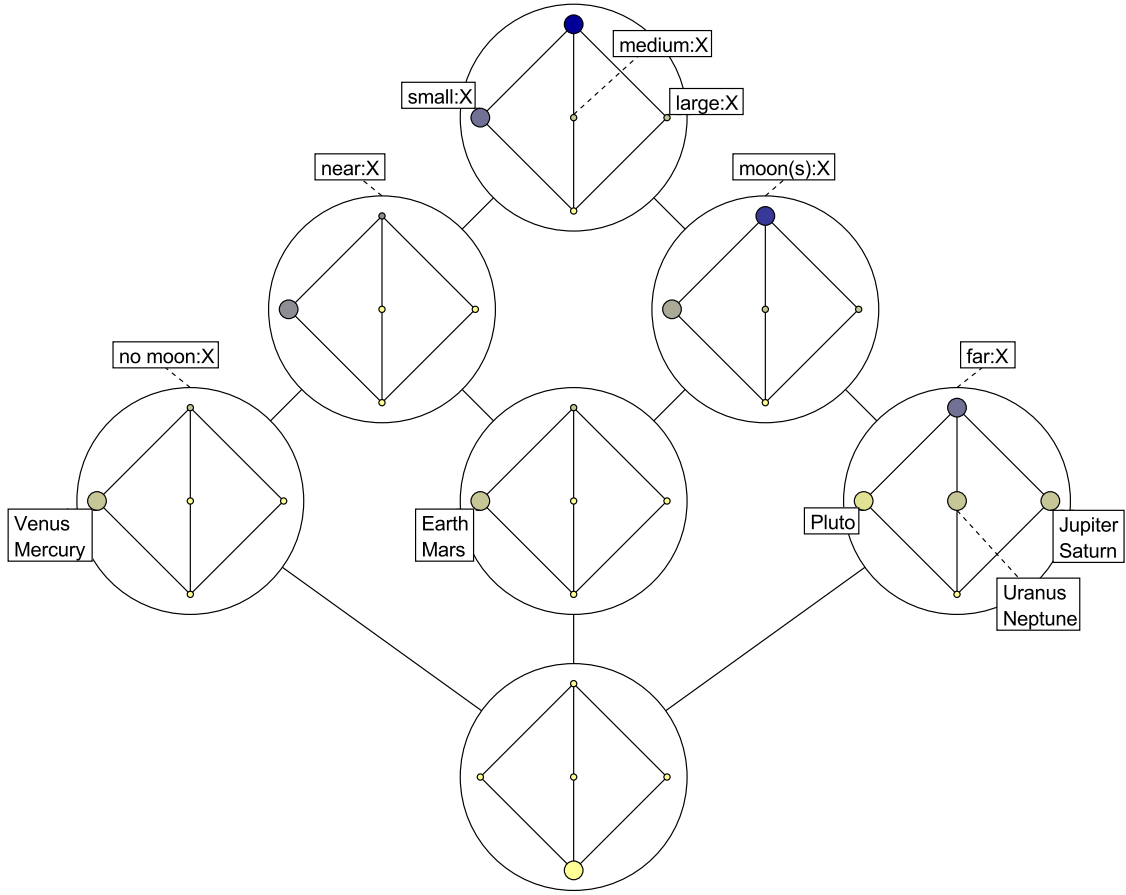 medium:X
small:X
large:X
near:X
moon(s):X
no moon:X
far:X
Venus
Mercury
Earth
Mars
Pluto
Jupiter
Saturn
Uranus
Neptune